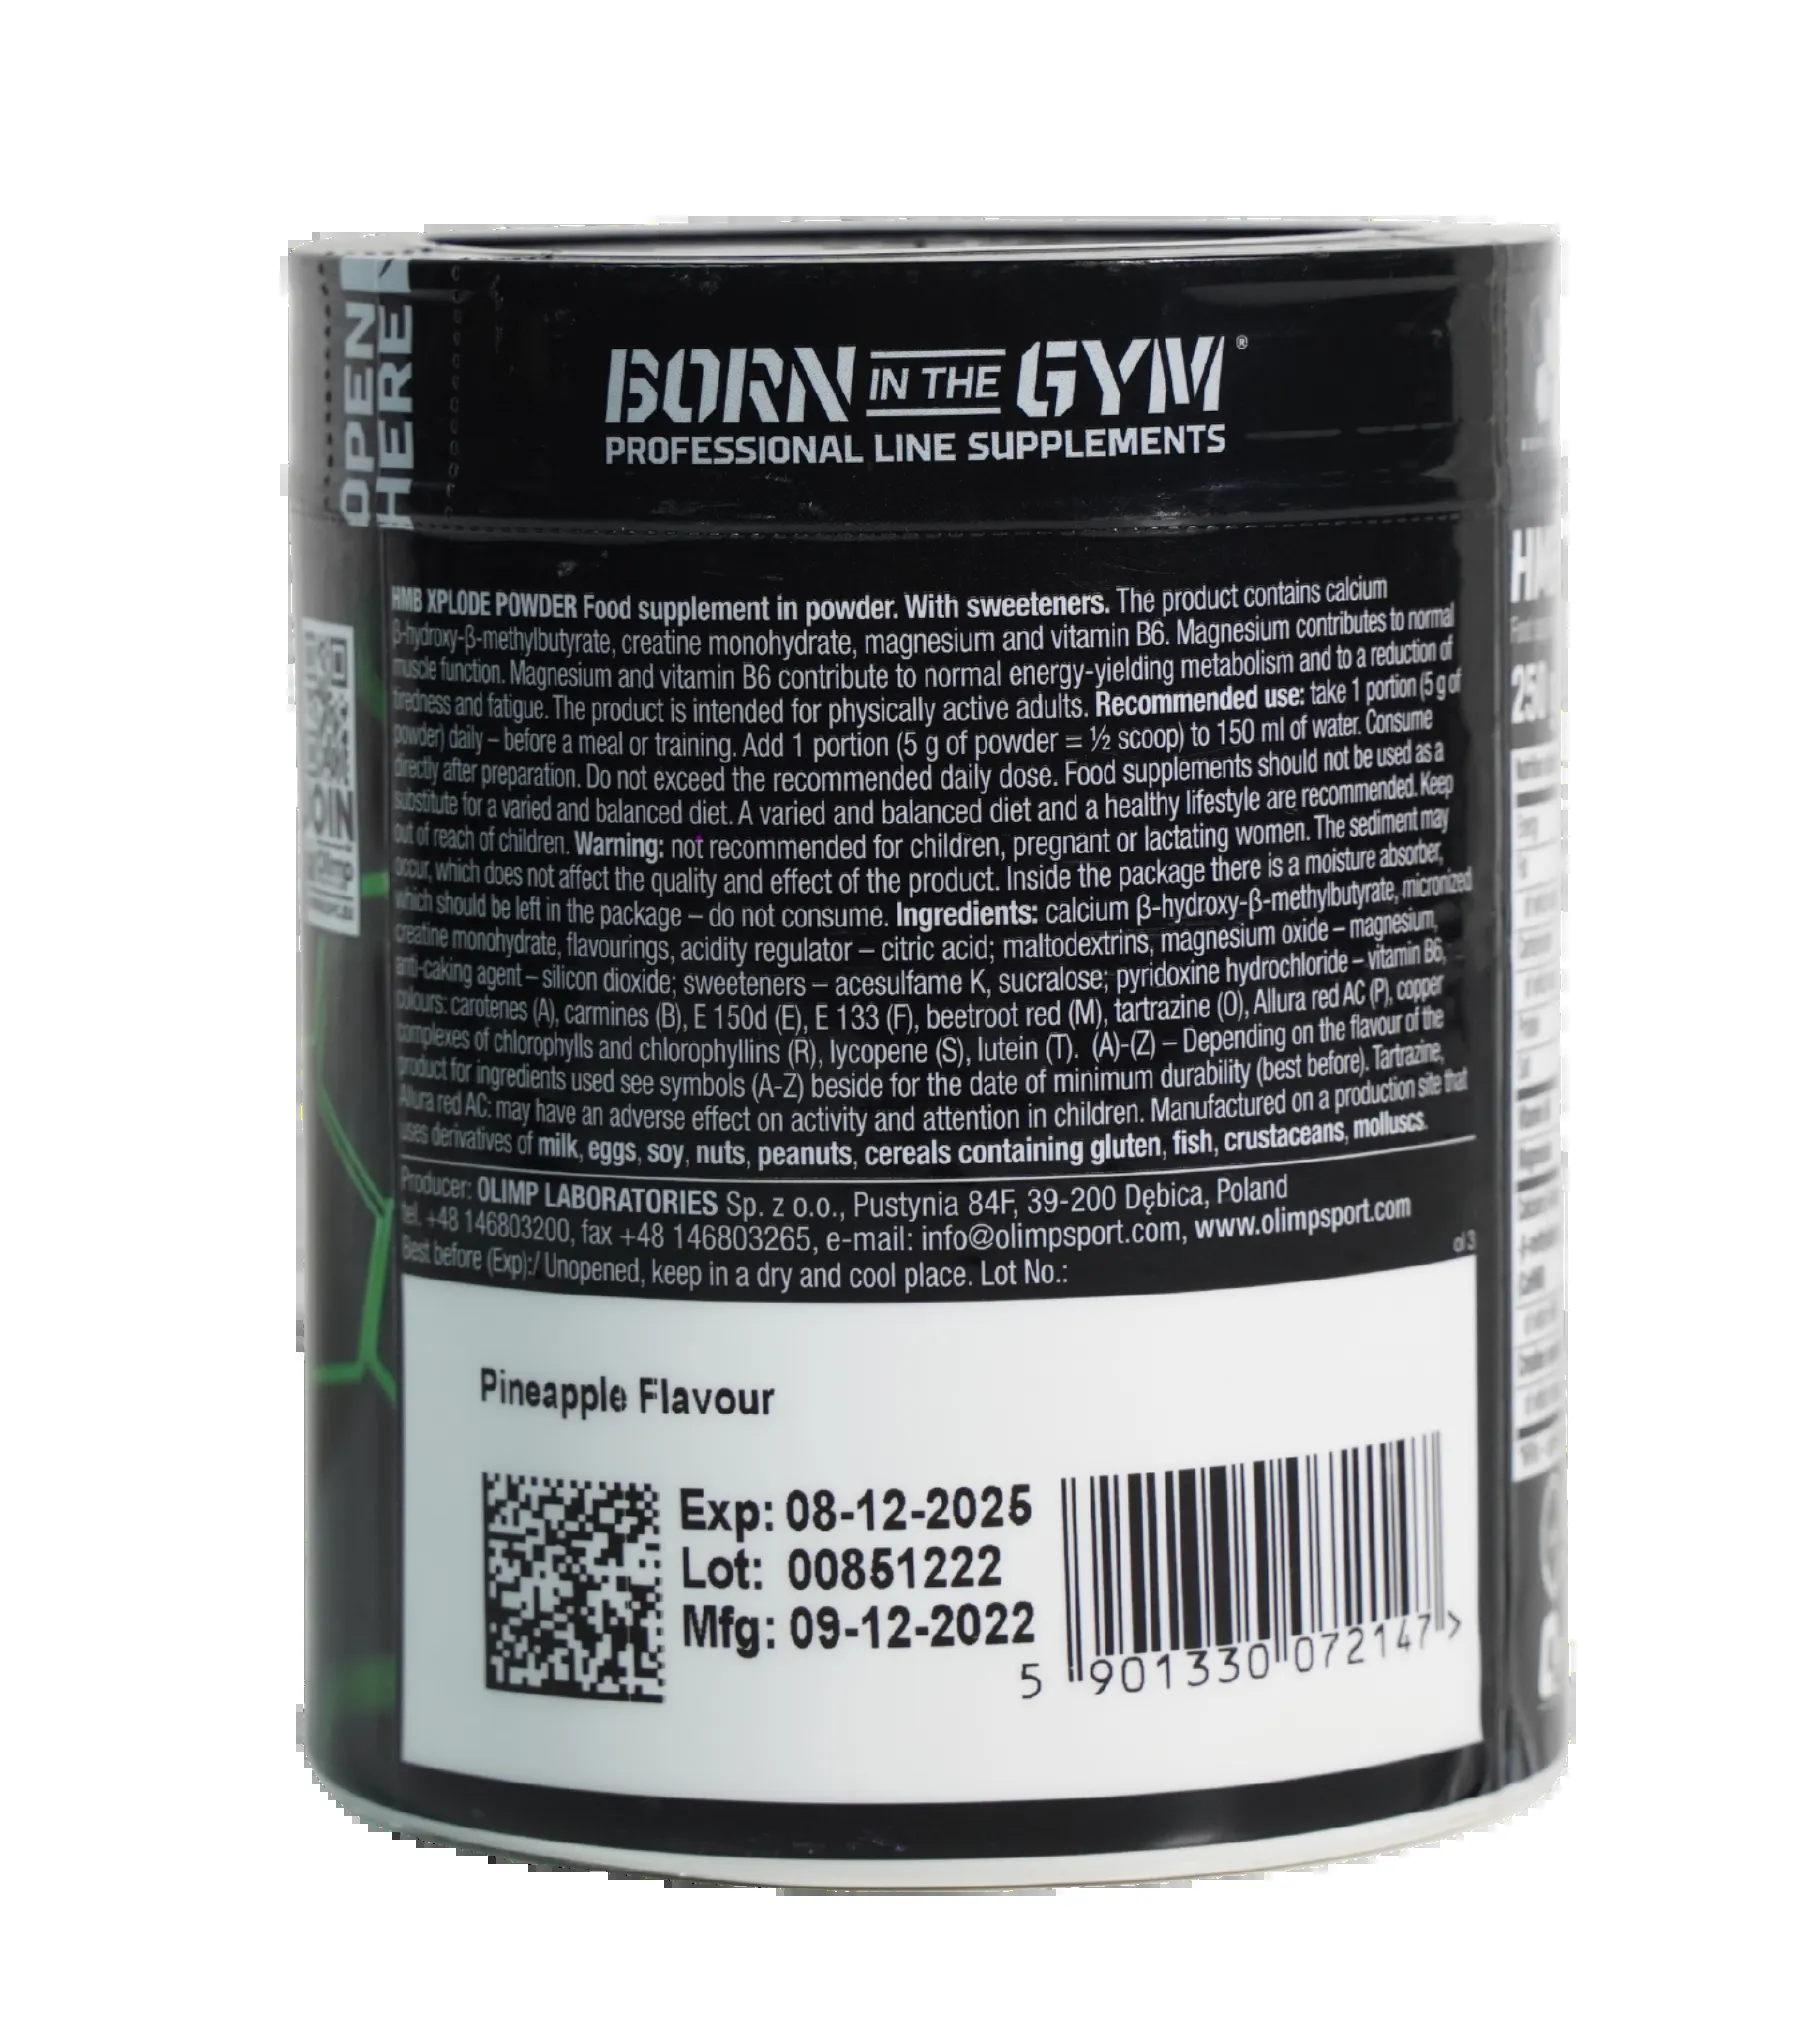 OPEN
HERE
BORN IN THE GYM®
PROFESSIONAL LINE SUPPLEMENTS
HMB XPLODE POWDER Food supplement in powder. With sweeteners. The product contains calcium
β-hydroxy-β-methylbutyrate, creatine monohydrate, magnesium and vitamin B6. Magnesium contributes to normal
muscle function. Magnesium and vitamin B6 contribute to normal energy-yielding metabolism and to a reduction of
tiredness and fatigue. The product is intended for physically active adults. Recommended use: take 1 portion (5 g of
powder) daily – before a meal or training. Add 1 portion (5 g of powder = ½ scoop) to 150 ml of water. Consume
directly after preparation. Do not exceed the recommended daily dose. Food supplements should not be used as a
substitute for a varied and balanced diet. A varied and balanced diet and a healthy lifestyle are recommended. Keep
out of reach of children. Warning: not recommended for children, pregnant or lactating women. The sediment may
occur, which does not affect the quality and effect of the product. Inside the package there is a moisture absorber,
which should be left in the package – do not consume. Ingredients: calcium β-hydroxy-β-methylbutyrate, micronized
creatine monohydrate, flavourings, acidity regulator – citric acid; maltodextrins, magnesium oxide – magnesium,
anti-caking agent – silicon dioxide; sweeteners – acesulfame K, sucralose; pyridoxine hydrochloride – vitamin B6,
colours: carotenes (A), carmines (B), E 150d (E), E 133 (F), beetroot red (M), tartrazine (O), Allura red AC (P), copper
complexes of chlorophylls and chlorophyllins (R), lycopene (S), lutein (T). (A)-(Z) – Depending on the flavour of the
product for ingredients used see symbols (A-Z) beside for the date of minimum durability (best before). Tartrazine,
Allura red AC: may have an adverse effect on activity and attention in children. Manufactured on a production site that
uses derivatives of milk, eggs, soy, nuts, peanuts, cereals containing gluten, fish, crustaceans, molluscs.
Producer: OLIMP LABORATORIES Sp. z o.o., Pustynia 84F, 39-200 Dębica, Poland
tel. +48 146803200, fax +48 146803265, e-mail: info@olimpsport.com, www.olimpsport.com
Best before (Exp):/ Unopened, keep in a dry and cool place. Lot No.:
ol 3
Pineapple Flavour
Exp: 08-12-2025
Lot: 00851222
Mfg: 09-12-2022
5 901330 072147 >
JOIN
Olimp
HM
250